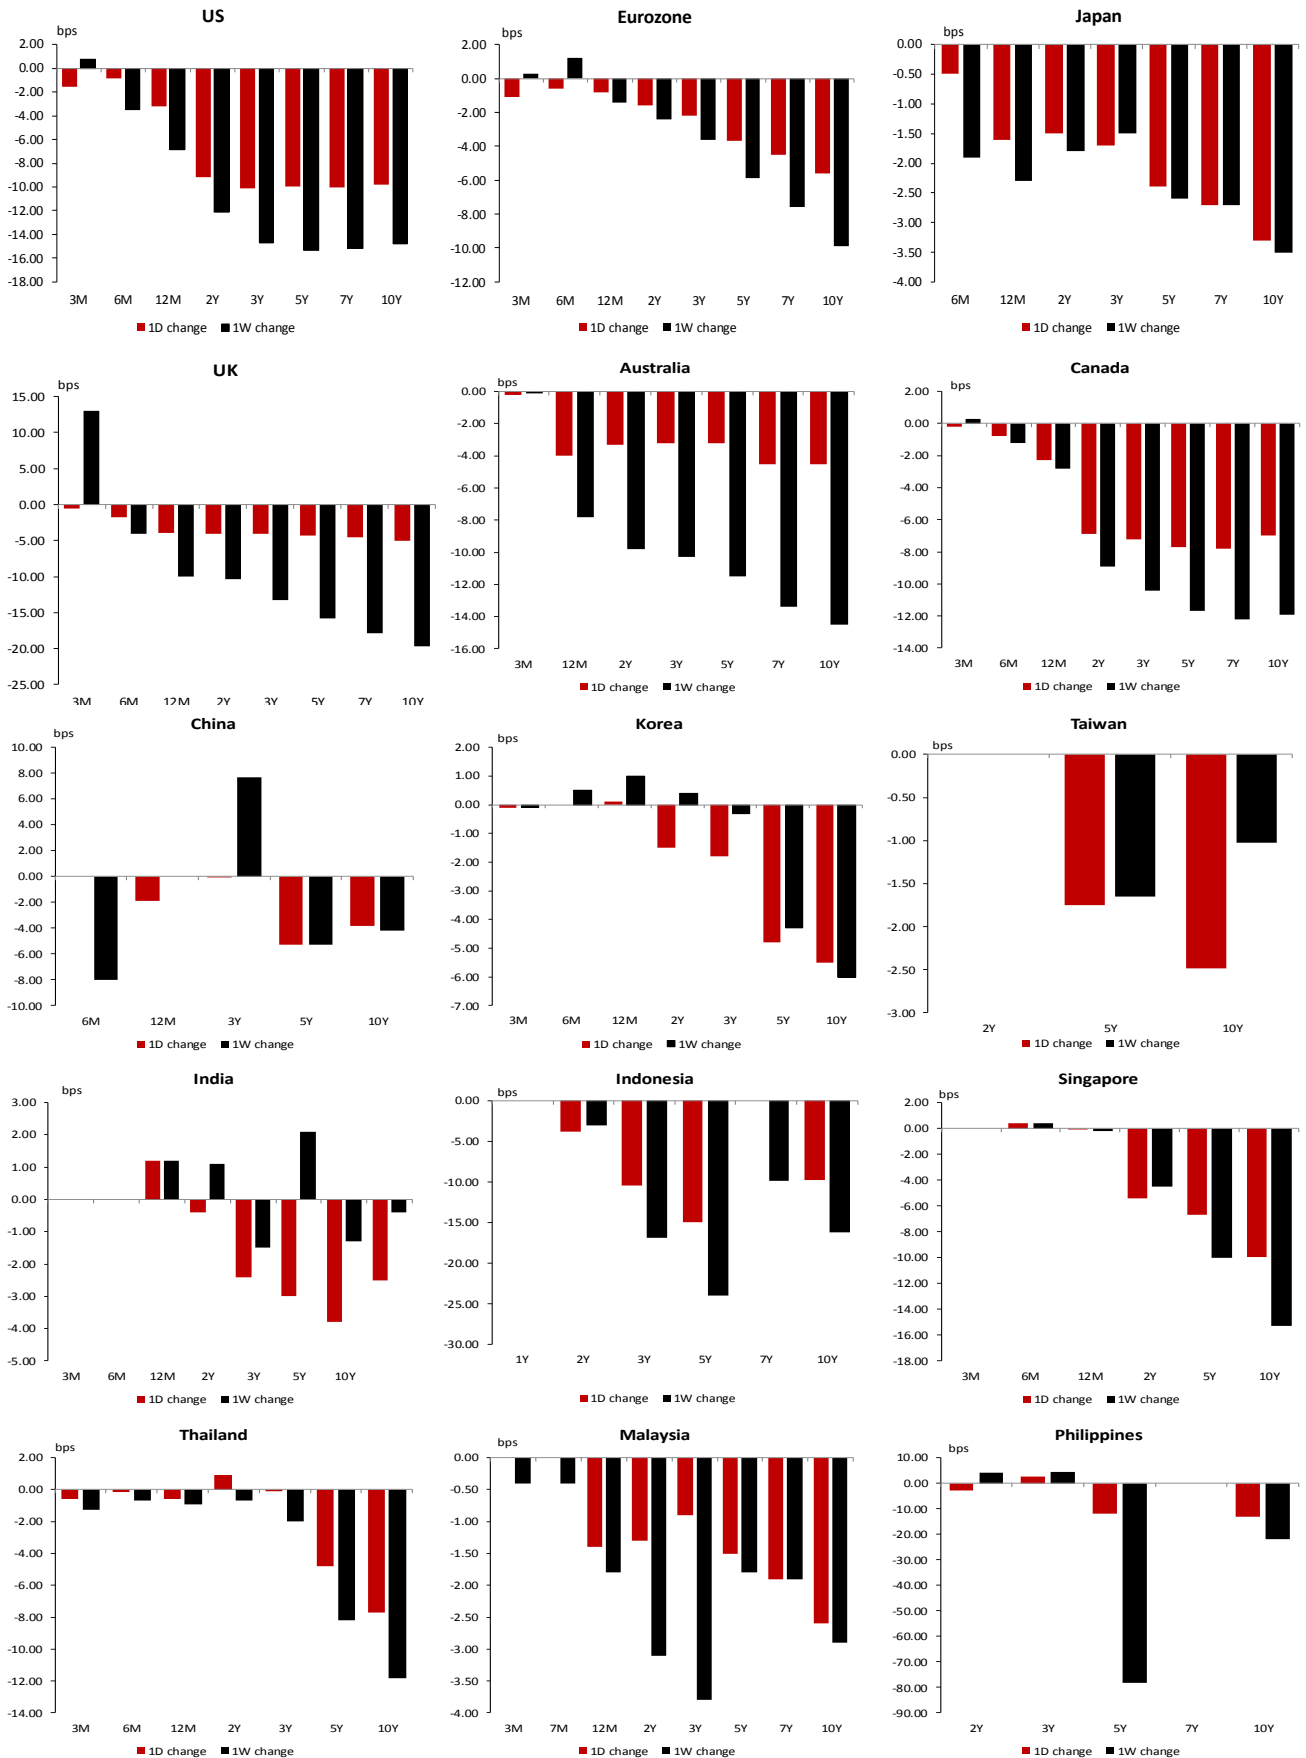 US
bps
2.00
0.00
-2.00
-4.00
-6.00
-8.00
-10.00
-12.00
-14.00
-16.00
-18.00
3M 6M 12M 2Y 3Y 5Y 7Y 10Y
1D change 1W change
Eurozone
bps
2.00
0.00
-2.00
-4.00
-6.00
-8.00
-10.00
-12.00
3M 6M 12M 2Y 3Y 5Y 7Y 10Y
1D change 1W change
Japan
bps
0.00
-0.50
-1.00
-1.50
-2.00
-2.50
-3.00
-3.50
-4.00
6M 12M 2Y 3Y 5Y 7Y 10Y
1D change 1W change
UK
bps
15.00
10.00
5.00
0.00
-5.00
-10.00
-15.00
-20.00
-25.00
3M 6M 12M 2Y 3Y 5Y 7Y 10Y
Australia
bps
0.00
-2.00
-4.00
-6.00
-8.00
-10.00
-12.00
-14.00
-16.00
3M 12M 2Y 3Y 5Y 7Y 10Y
1D change 1W change
Canada
bps
2.00
0.00
-2.00
-4.00
-6.00
-8.00
-10.00
-12.00
-14.00
3M 6M 12M 2Y 3Y 5Y 7Y 10Y
1D change 1W change
China
bps
10.00
8.00
6.00
4.00
2.00
0.00
-2.00
-4.00
-6.00
-8.00
-10.00
6M 12M 3Y 5Y 10Y
1D change 1W change
Korea
bps
2.00
1.00
0.00
-1.00
-2.00
-3.00
-4.00
-5.00
-6.00
-7.00
3M 6M 12M 2Y 3Y 5Y 10Y
1D change 1W change
Taiwan
bps
0.00
-0.50
-1.00
-1.50
-2.00
-2.50
-3.00
2Y 5Y 10Y
1D change 1W change
India
bps
3.00
2.00
1.00
0.00
-1.00
-2.00
-3.00
-4.00
-5.00
3M 6M 12M 2Y 3Y 5Y 10Y
1D change 1W change
Indonesia
bps
0.00
-5.00
-10.00
-15.00
-20.00
-25.00
-30.00
1Y 2Y 3Y 5Y 7Y 10Y
1D change 1W change
Singapore
bps
2.00
0.00
-2.00
-4.00
-6.00
-8.00
-10.00
-12.00
-14.00
-16.00
-18.00
3M 6M 12M 2Y 5Y 10Y
1D change 1W change
Thailand
bps
2.00
0.00
-2.00
-4.00
-6.00
-8.00
-10.00
-12.00
-14.00
3M 6M 12M 2Y 3Y 5Y 10Y
1D change 1W change
Malaysia
bps
0.00
-0.50
-1.00
-1.50
-2.00
-2.50
-3.00
-3.50
-4.00
3M 7M 12M 2Y 3Y 5Y 7Y 10Y
1D change 1W change
Philippines
bps
10.00
0.00
-10.00
-20.00
-30.00
-40.00
-50.00
-60.00
-70.00
-80.00
-90.00
2Y 3Y 5Y 7Y 10Y
1D change 1W change